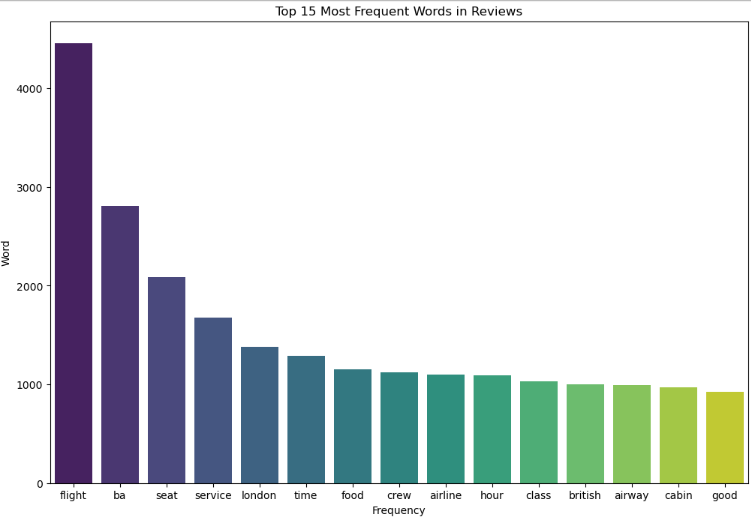 Top 15 Most Frequent Words in Reviews
Word
4000
3000
2000
1000
0
flight ba seat service london time food crew airline hour class british airway cabin good
Frequency